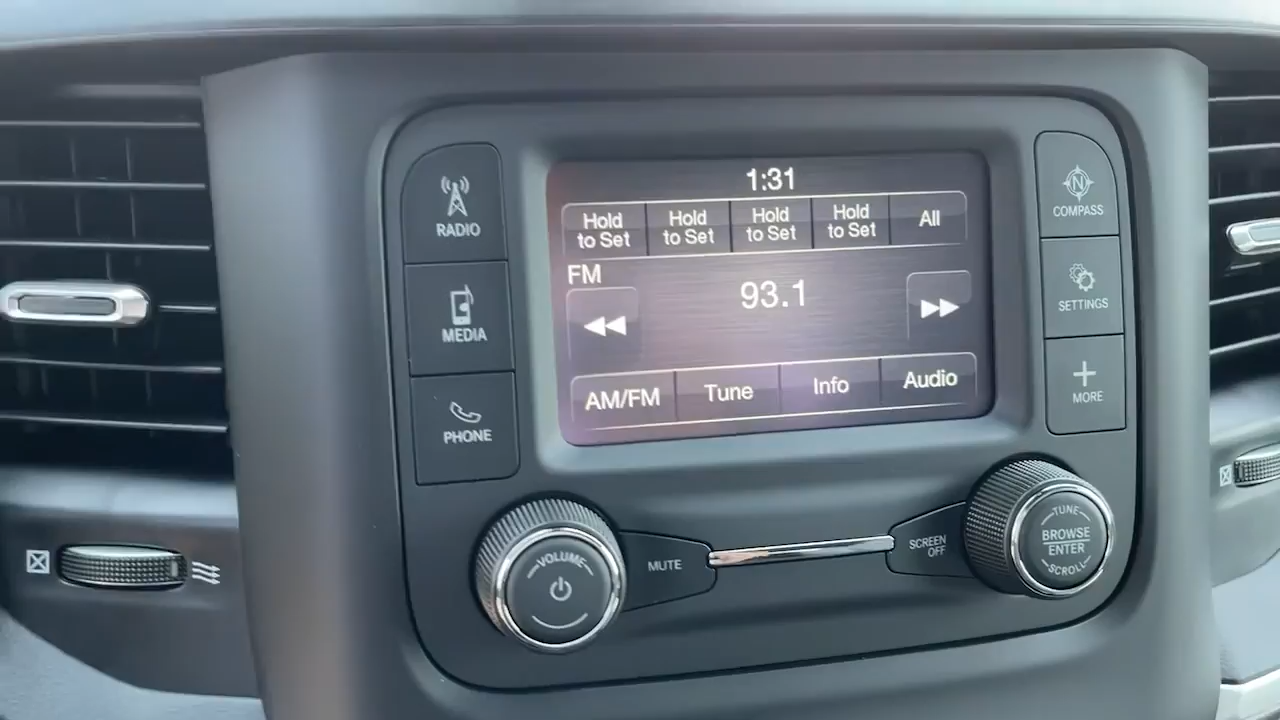 1:31
Hold to Set
Hold to Set
Hold to Set
Hold to Set
All
FM
93.1
AM/FM
Tune
Info
Audio
RADIO
MEDIA
PHONE
N
COMPASS
SETTINGS
MORE
VOLUME
MUTE
SCREEN OFF
TUNE
BROWSE
ENTER
SCROLL